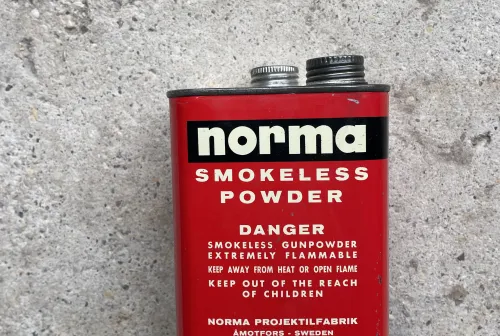 norma
SMOKELESS
POWDER
DANGER
SMOKELESS GUNPOWDER
EXTREMELY FLAMMABLE
KEEP AWAY FROM HEAT OR OPEN FLAME
KEEP OUT OF THE REACH
OF CHILDREN
NORMA PROJEKTILFABRIK
ÅMOTFORS - SWEDEN